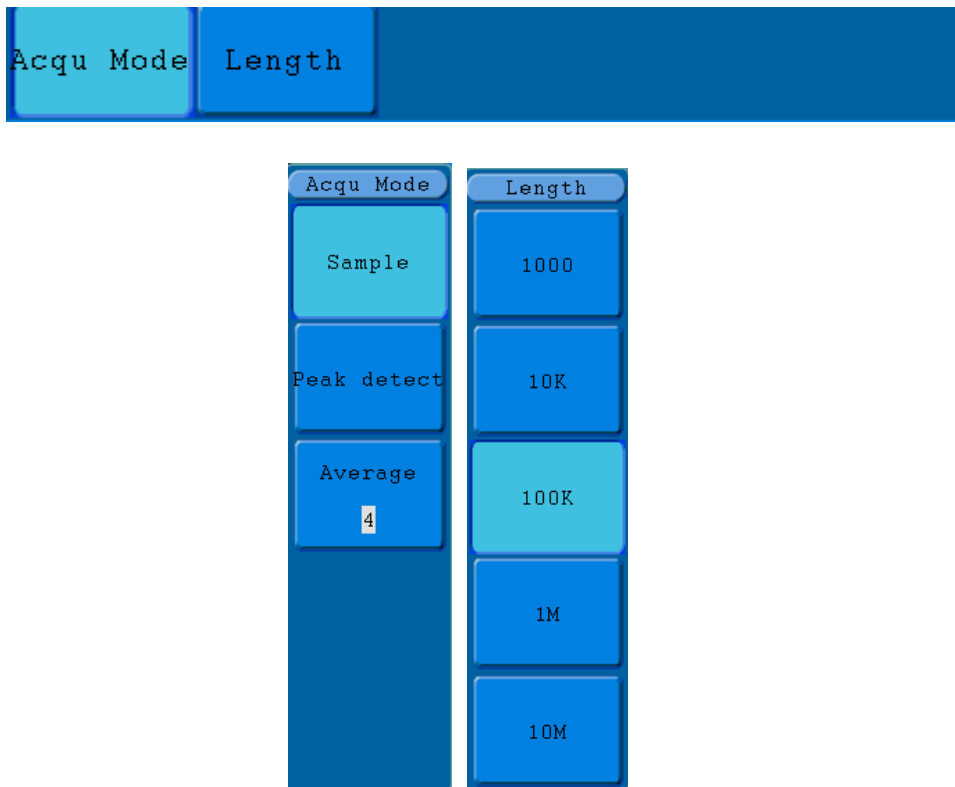 Acqu Mode
Length
Acqu Mode
Sample
Peak detect
Average
4
Length
1000
10K
100K
1M
10M